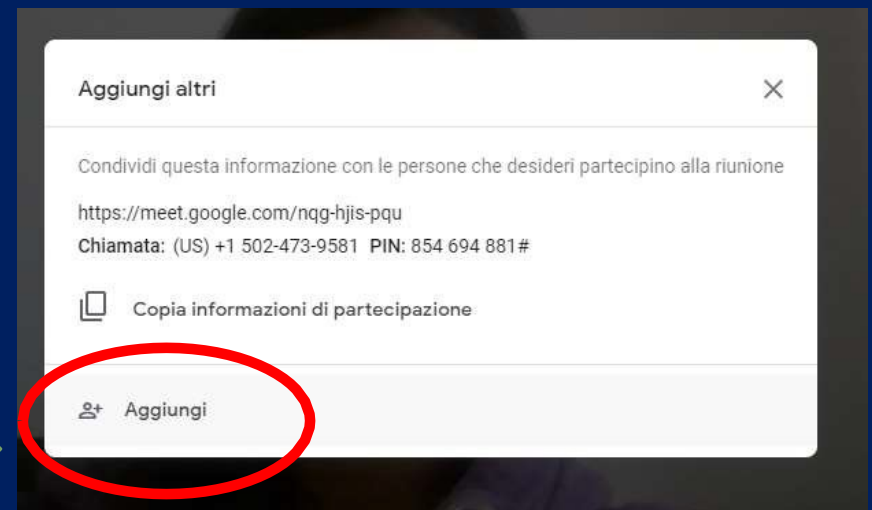 Aggiungi altri
Condividi questa informazione con le persone che desideri partecipino alla riunione
https://meet.google.com/nqg-hjis-pqu
Chiamata: (US) +1 502-473-9581 PIN: 854 694 881#
Copia informazioni di partecipazione
Aggiungi